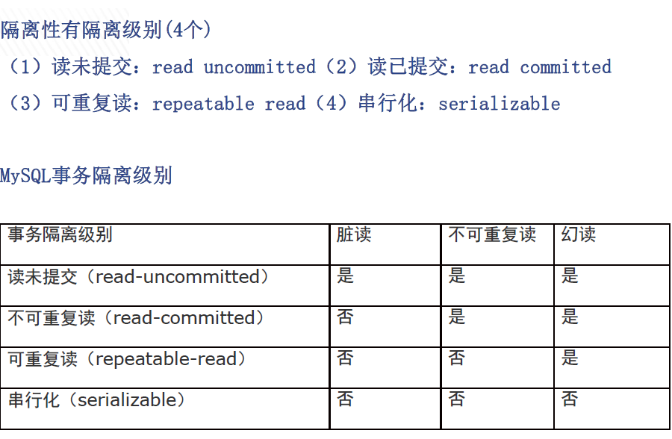 隔离性有隔离级别(4个)
（1）读未提交：read uncommitted（2）读已提交：read committed
（3）可重复读：repeatable read（4）串行化：serializable
MySQL事务隔离级别
事务隔离级别 脏读 不可重复读 幻读
读未提交（read-uncommitted） 是 是 是
不可重复读（read-committed） 否 是 是
可重复读（repeatable-read） 否 否 是
串行化（serializable） 否 否 否